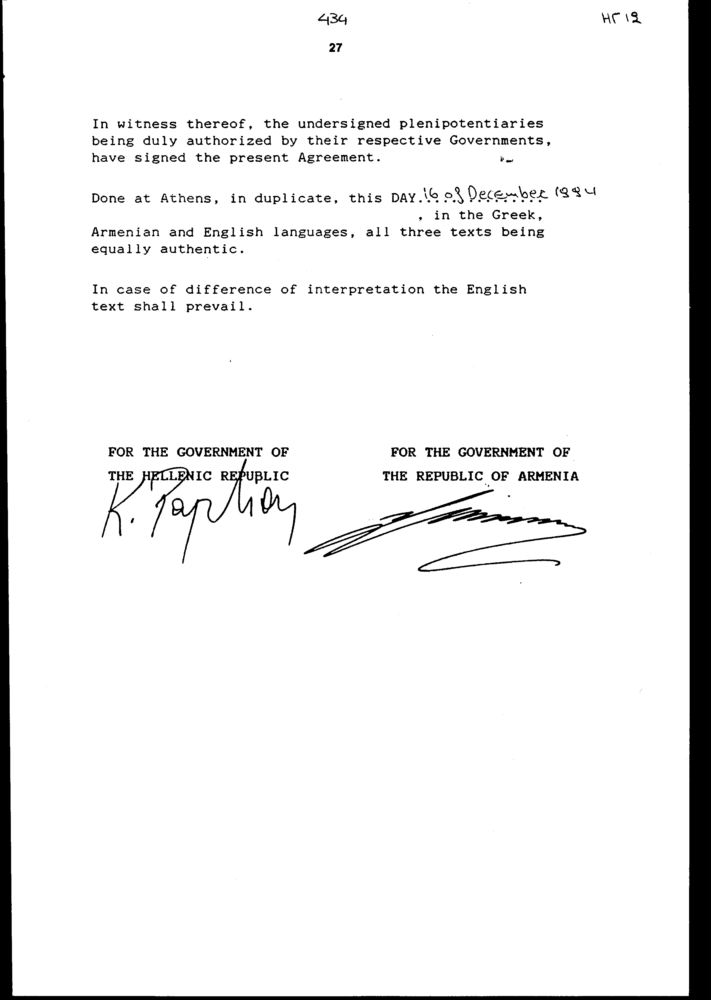 434
27
In witness thereof, the undersigned plenipotentiaries
being duly authorized by their respective Governments,
have signed the present Agreement.
Done at Athens, in duplicate, this DAY.16 of December 1994
, in the Greek,
Armenian and English languages, all three texts being
equally authentic.
In case of difference of interpretation the English
text shall prevail.
FOR THE GOVERNMENT OF
THE HELLENIC REPUBLIC
K.
FOR THE GOVERNMENT OF
THE REPUBLIC OF ARMENIA